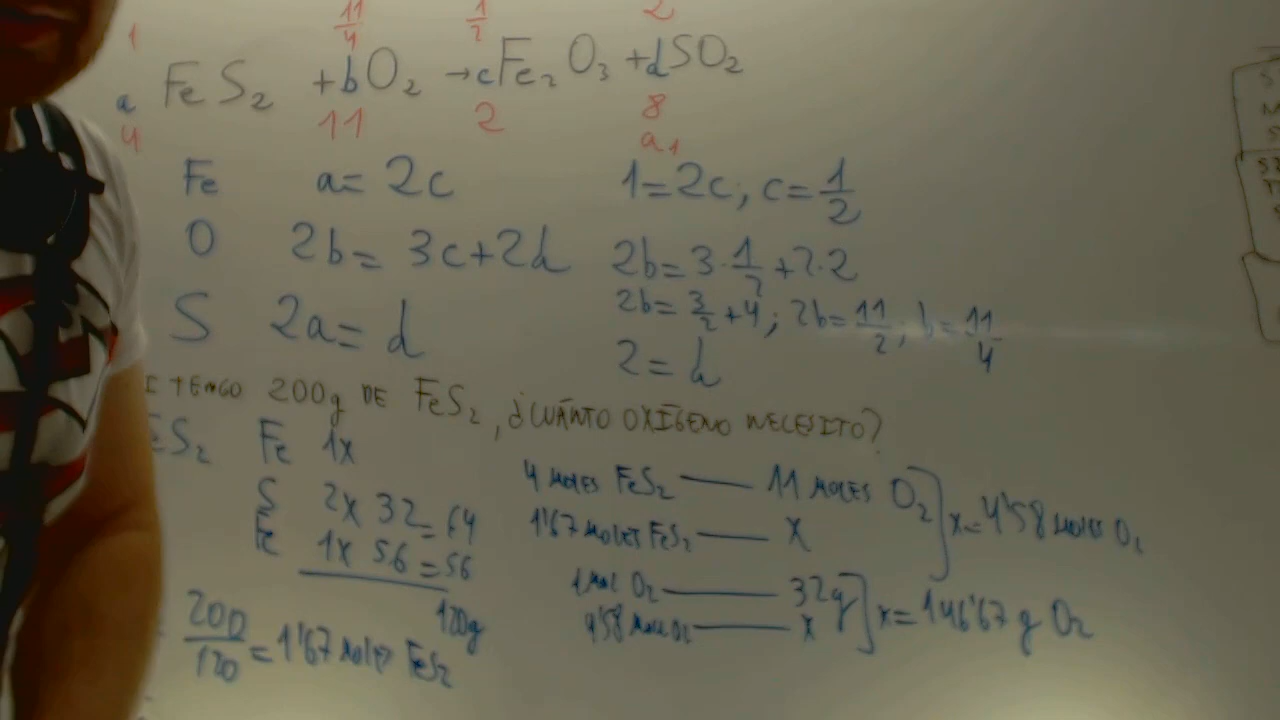 1 11/4 1/2 2
a FeS₂ + bO₂ → cFe₂O₃ + dSO₂
4 11 2 8
a 1
Fe a = 2c 1 = 2c, c = 1/2
O 2b = 3c + 2d 2b = 3·1/2 + 2·2
2b = 3/2 + 4; 2b = 11/2; b = 11/4
S 2a = d 2 = d
TENGO 200g DE FeS₂, ¿CUÁNTO OXÍGENO NECESITO?
S₂ Fe 1x
S 2x 32 = 64
Fe 1x 56 = 56
120g
200/120 = 1'67 moles FeS₂
4 MOLES FeS₂ — 11 MOLES O₂
1'67 MOLES FeS₂ — X
x = 4'58 MOLES O₂
1 MOL O₂ — 32g
4'58 MOLES O₂ — X
x = 146'67 g O₂